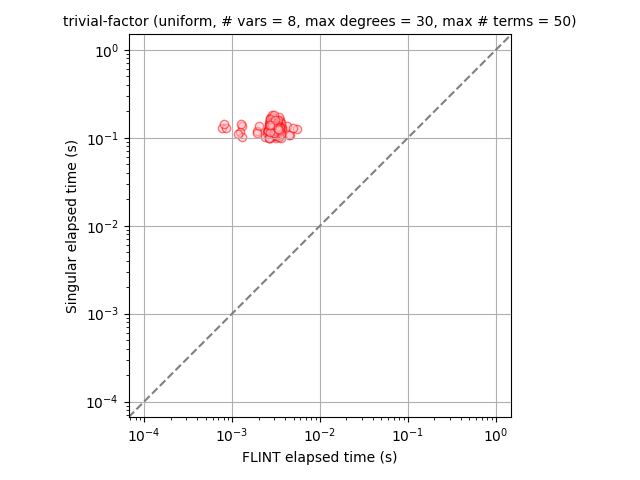 trivial-factor (uniform, # vars = 8, max degrees = 30, max # terms = 50)
Singular elapsed time (s)
10⁰
10⁻¹
10⁻²
10⁻³
10⁻⁴
10⁻⁴ 10⁻³ 10⁻² 10⁻¹ 10⁰
FLINT elapsed time (s)